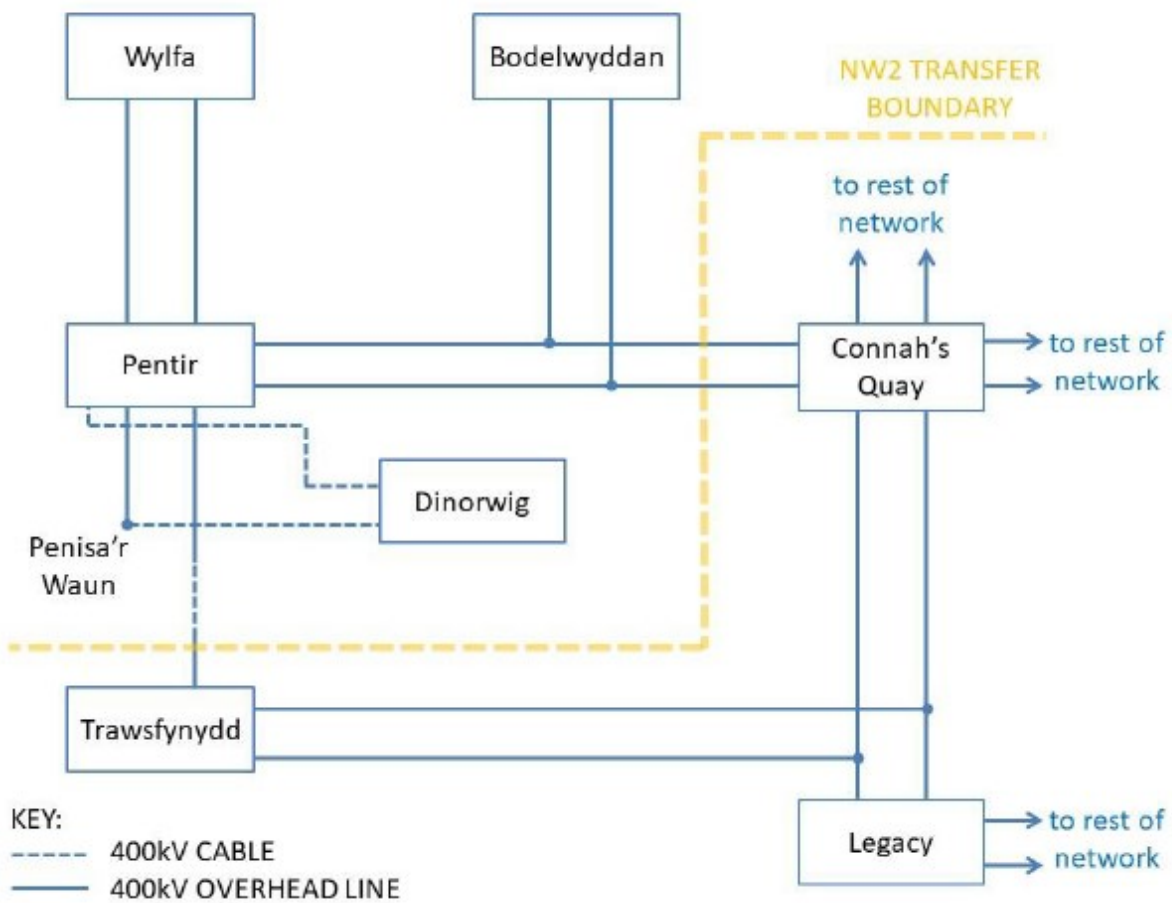 Wylfa
Bodelwyddan
NW2 TRANSFER
BOUNDARY
to rest of
network
Pentir
Connah's
Quay
to rest of
network
Dinorwig
Penisa'r
Waun
Trawsfynydd
KEY:
400kV CABLE
400kV OVERHEAD LINE
Legacy
to rest of
network